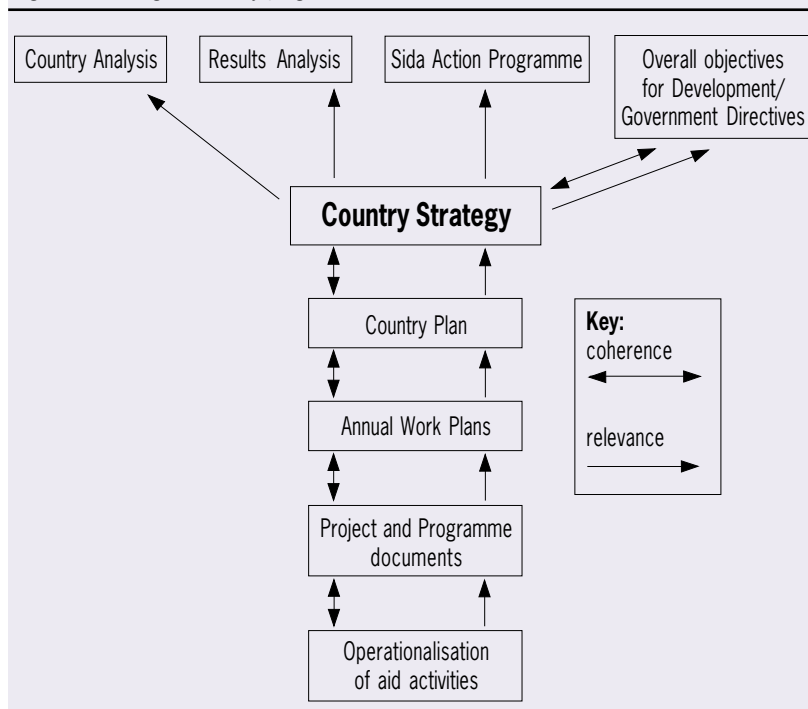 Country Analysis
Results Analysis
Sida Action Programme
Overall objectives
for Development/
Government Directives
Country Strategy
Country Plan
Key:
coherence
Annual Work Plans
relevance
Project and Programme
documents
Operationalisation
of aid activities